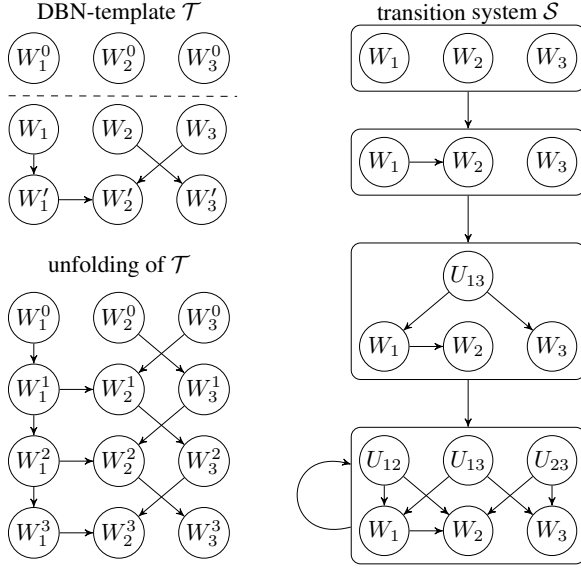 DBN-template 𝒯
W₁⁰ W₂⁰ W₃⁰
W₁ W₂ W₃
W₁′ W₂′ W₃′
unfolding of 𝒯
W₁⁰ W₂⁰ W₃⁰
W₁¹ W₂¹ W₃¹
W₁² W₂² W₃²
W₁³ W₂³ W₃³
transition system 𝒮
W₁ W₂ W₃
W₁ W₂ W₃
U₁₃
W₁ W₂ W₃
U₁₂ U₁₃ U₂₃
W₁ W₂ W₃